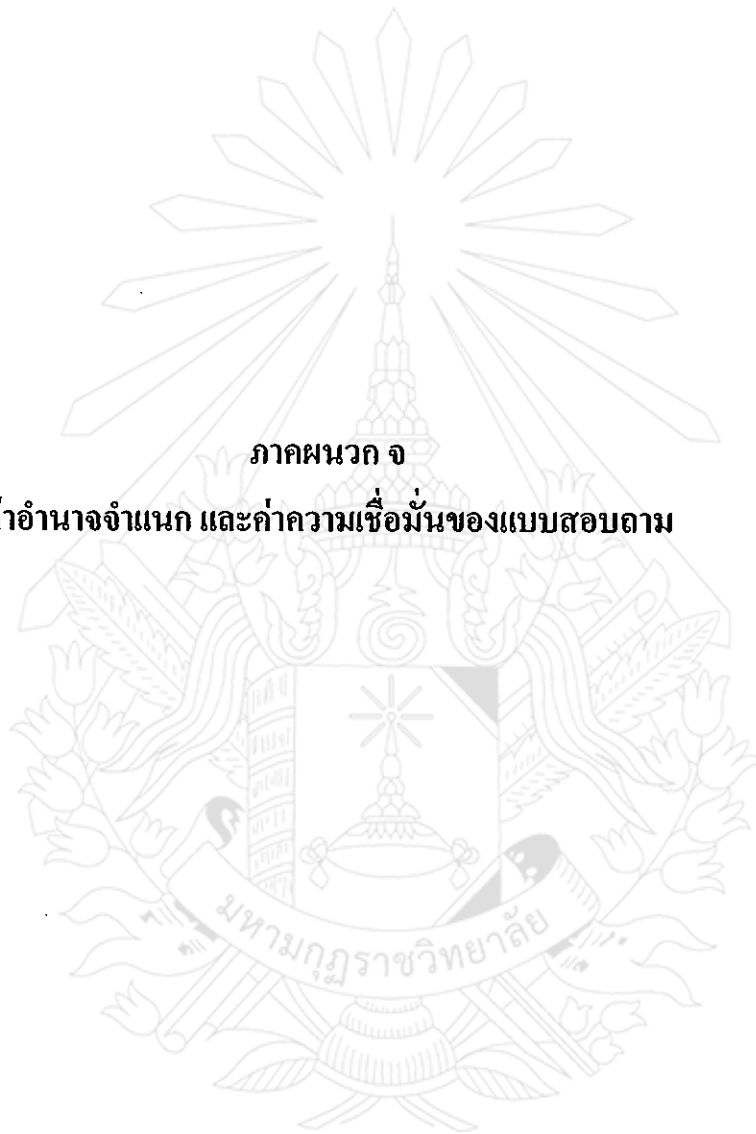 ภาคผนวก จ
อำนาจจำแนก และค่าความเชื่อมั่นของแบบสอบถาม
มหามกุฏราชวิทยาลัย